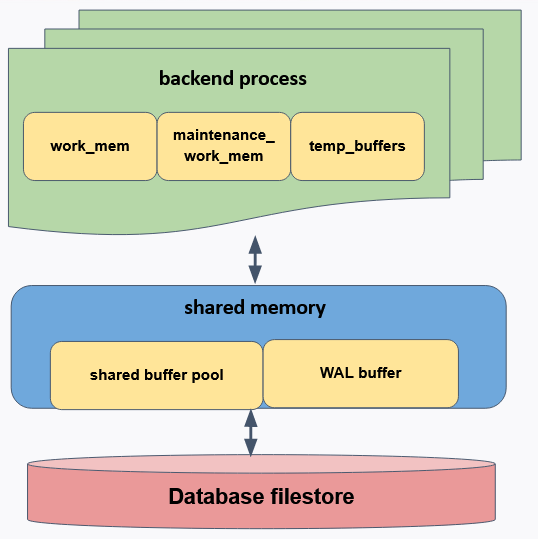 backend process
work_mem
maintenance_
work_mem
temp_buffers
shared memory
shared buffer pool
WAL buffer
Database filestore